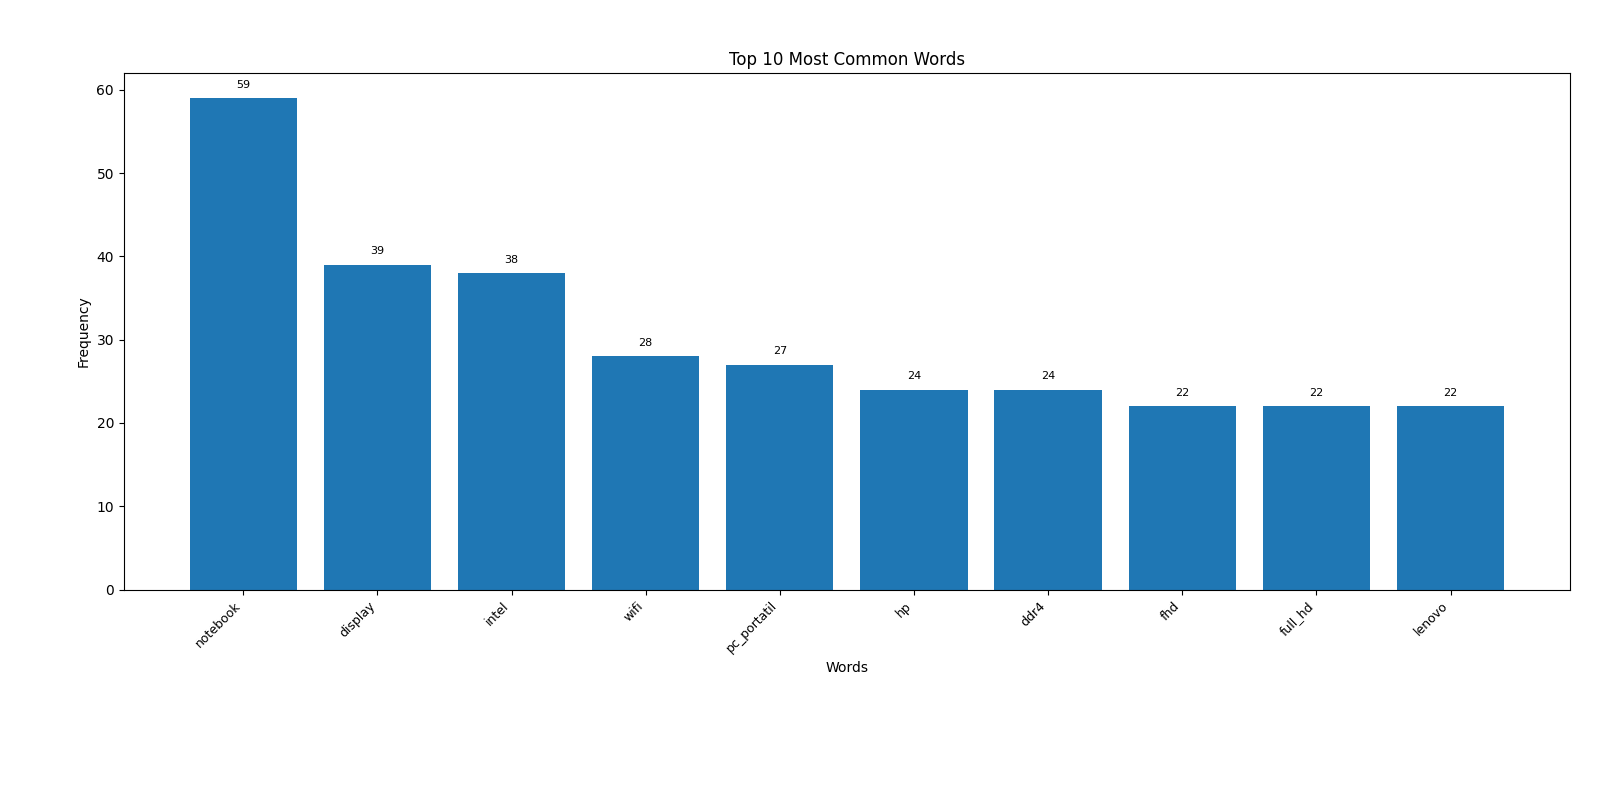 Top 10 Most Common Words
Frequency
60
50
40
30
20
10
0
59
39
38
28
27
24
24
22
22
22
notebook
display
intel
wifi
pc_portatil
hp
ddr4
fhd
full_hd
lenovo
Words